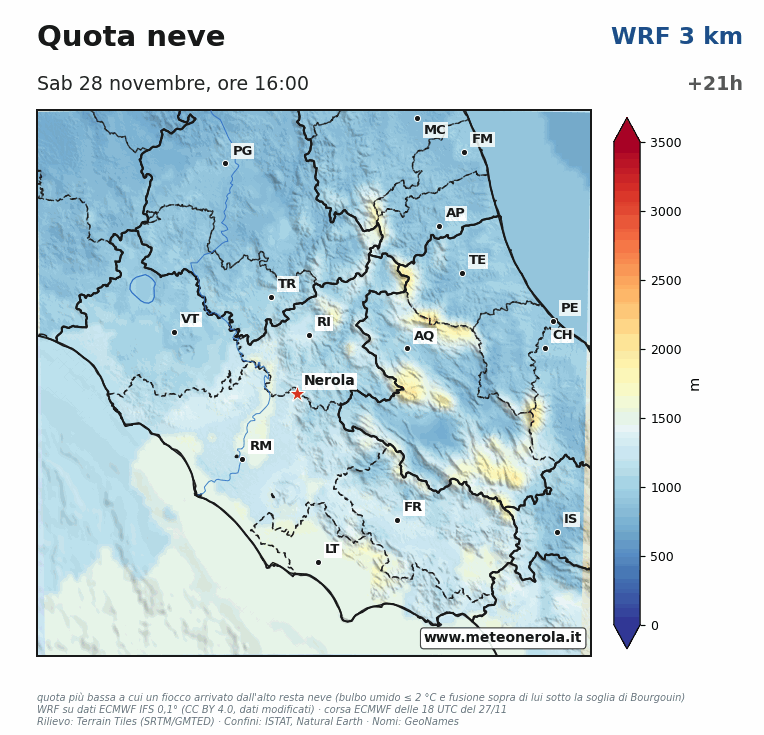 Quota neve
WRF 3 km
Sab 28 novembre, ore 16:00
+21h
MC
FM
PG
AP
TE
TR
PE
VT
RI
AQ
CH
Nerola
RM
FR
IS
LT
www.meteonerola.it
3500
3000
2500
2000
1500
1000
500
0
m
quota più bassa a cui un fiocco arrivato dall'alto resta neve (bulbo umido ≤ 2 °C e fusione sopra di lui sotto la soglia di Bourgouin)
WRF su dati ECMWF IFS 0,1° (CC BY 4.0, dati modificati) · corsa ECMWF delle 18 UTC del 27/11
Rilievo: Terrain Tiles (SRTM/GMTED) · Confini: ISTAT, Natural Earth · Nomi: GeoNames